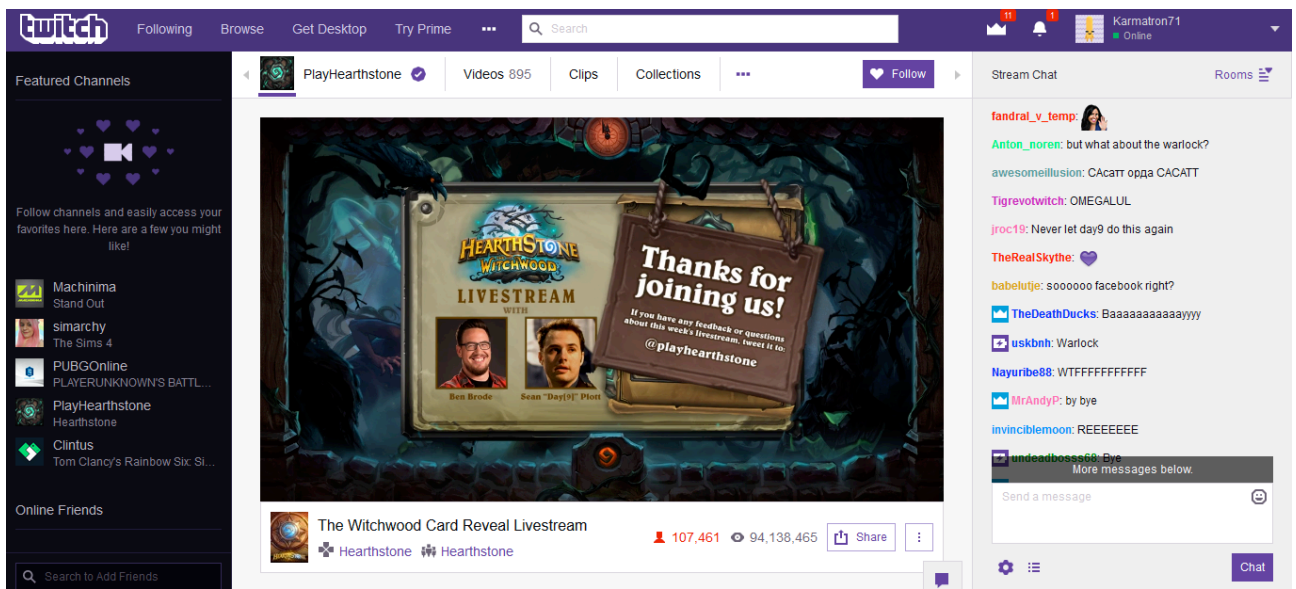 twitch
Following
Browse
Get Desktop
Try Prime
Search
11
1
Karmatron71
Online
Featured Channels
Follow channels and easily access your
favorites here. Here are a few you might
like!
Machinima
Stand Out
simarchy
The Sims 4
PUBGOnline
PLAYERUNKNOWN'S BATTL...
PlayHearthstone
Hearthstone
Clintus
Tom Clancy's Rainbow Six: Si...
Online Friends
Search to Add Friends
PlayHearthstone
Videos 895
Clips
Collections
Follow
HEARTHSTONE
WITCHWOOD
LIVESTREAM
WITH
Ben Brode
Sean "Day[9]" Plott
Thanks for
joining us!
If you have any feedback or questions
about this week's livestream, tweet it to:
@playhearthstone
The Witchwood Card Reveal Livestream
Hearthstone
Hearthstone
107,461
94,138,465
Share
Stream Chat
Rooms
fandral_v_temp:
Anton_noren: but what about the warlock?
awesomeillusion: САсатт орда САСАТТ
Tigrevotwitch: OMEGALUL
jroc19: Never let day9 do this again
TheRealSkythe:
babelutje: soooooo facebook right?
TheDeathDucks: Baaaaaaaaaaayyyy
uskbnh: Warlock
Nayuribe88: WTFFFFFFFFFFF
MrAndyP: by bye
invinciblemoon: REEEEEEE
undeadbosss68: Bye
More messages below.
Send a message
Chat